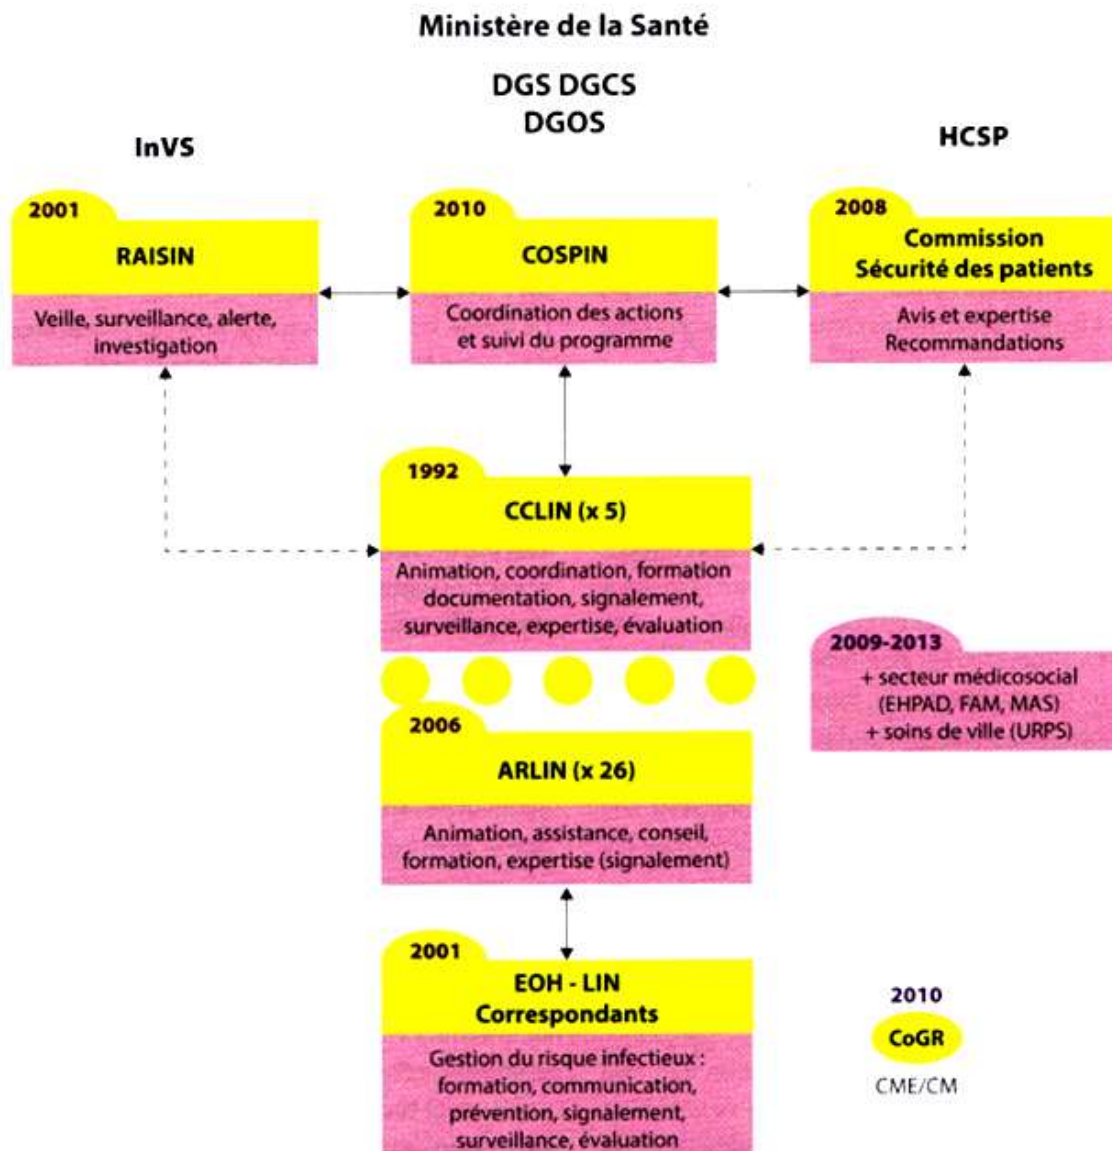 Ministère de la Santé
DGS DGCS
DGOS
InVS
HCSP
2001
RAISIN
Veille, surveillance, alerte,
investigation
2010
COSPIN
Coordination des actions
et suivi du programme
2008
Commission
Sécurité des patients
Avis et expertise
Recommandations
1992
CCLIN (x 5)
Animation, coordination, formation
documentation, signalement,
surveillance, expertise, évaluation
2009-2013
+ secteur médicosocial
(EHPAD, FAM, MAS)
+ soins de ville (URPS)
2006
ARLIN (x 26)
Animation, assistance, conseil,
formation, expertise (signalement)
2001
EOH - LIN
Correspondants
Gestion du risque infectieux :
formation, communication,
prévention, signalement,
surveillance, évaluation
2010
CoGR
CME/CM